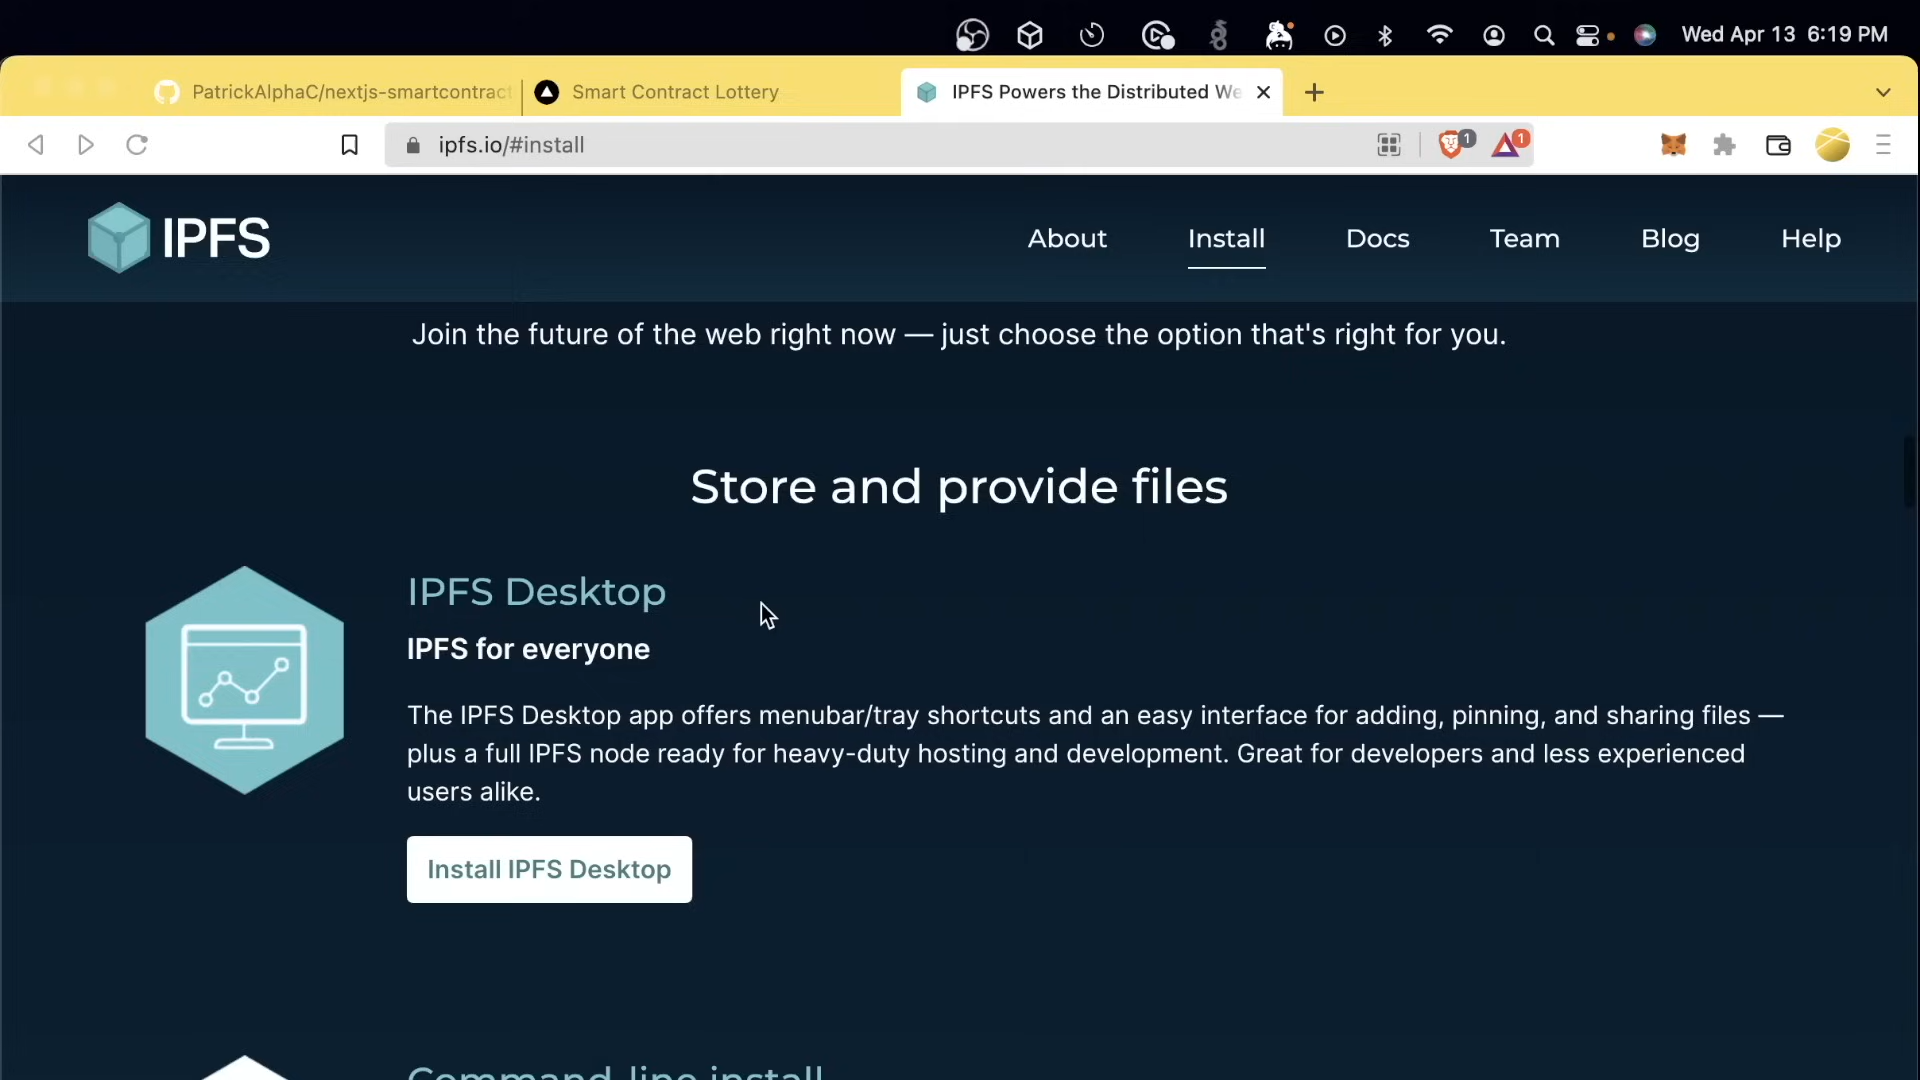 Wed Apr 13 6:19 PM
PatrickAlphaC/nextjs-smartcontract
Smart Contract Lottery
IPFS Powers the Distributed We
ipfs.io/#install
1
1
IPFS
About
Install
Docs
Team
Blog
Help
Join the future of the web right now — just choose the option that's right for you.
Store and provide files
IPFS Desktop
IPFS for everyone
The IPFS Desktop app offers menubar/tray shortcuts and an easy interface for adding, pinning, and sharing files —
plus a full IPFS node ready for heavy-duty hosting and development. Great for developers and less experienced
users alike.
Install IPFS Desktop
Command-line install